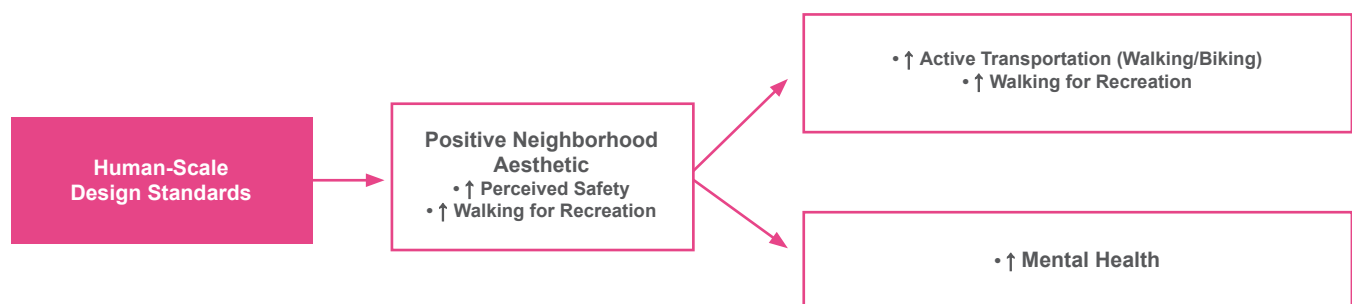 Human-Scale
Design Standards
Positive Neighborhood
Aesthetic
• ↑ Perceived Safety
• ↑ Walking for Recreation
• ↑ Active Transportation (Walking/Biking)
• ↑ Walking for Recreation
• ↑ Mental Health